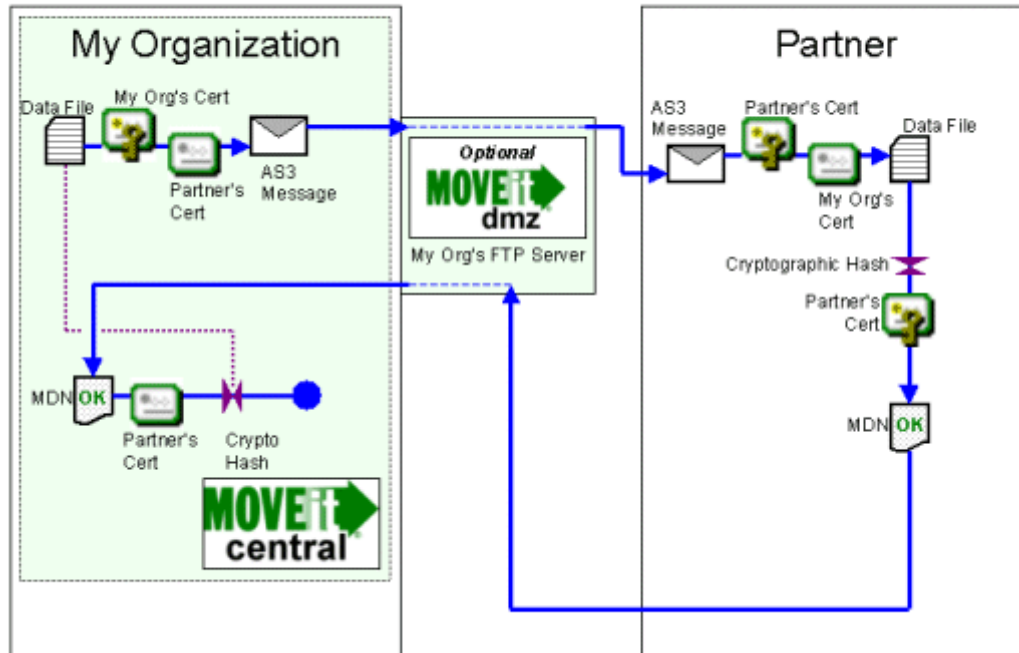 My Organization
Partner
Data File
My Org's Cert
Partner's
Cert
AS3
Message
Optional
MOVEit
dmz
My Org's FTP Server
AS3
Message
Partner's Cert
Data File
My Org's
Cert
Cryptographic Hash
Partner's
Cert
MDN
OK
MDN
OK
Partner's
Cert
Crypto
Hash
MOVEit
central